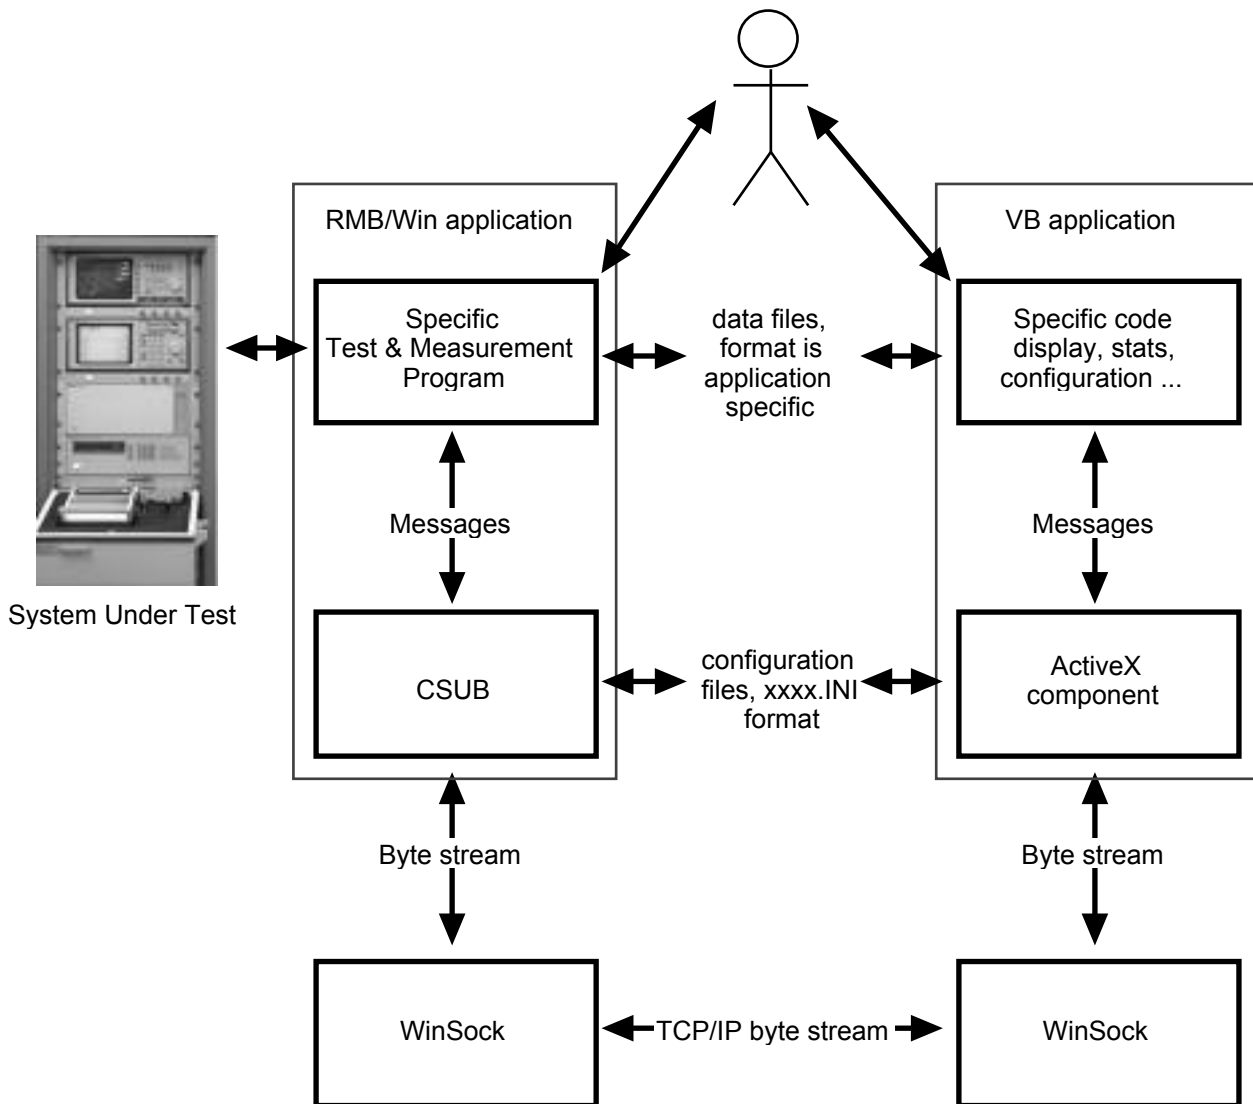 RMB/Win application
VB application
Specific
Test & Measurement
Program
data files,
format is
application
specific
Specific code
display, stats,
configuration ...
Messages
Messages
System Under Test
CSUB
configuration
files, xxxx.INI
format
ActiveX
component
Byte stream
Byte stream
WinSock
TCP/IP byte stream
WinSock